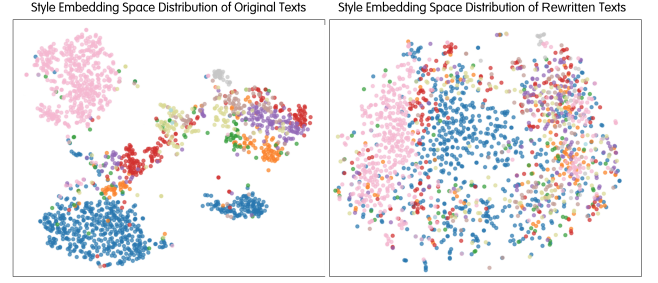 Style Embedding Space Distribution of Original Texts
Style Embedding Space Distribution of Rewritten Texts